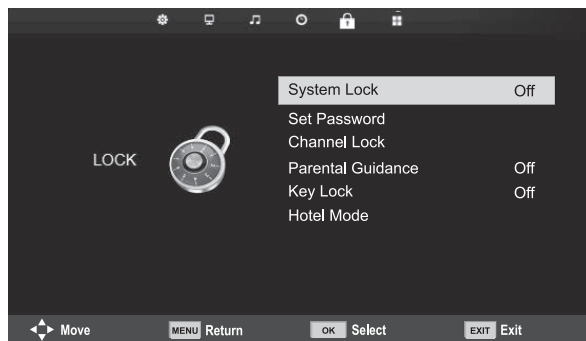 System Lock Off
Set Password
Channel Lock
LOCK
Parental Guidance Off
Key Lock Off
Hotel Mode
Move MENU Return OK Select EXIT Exit